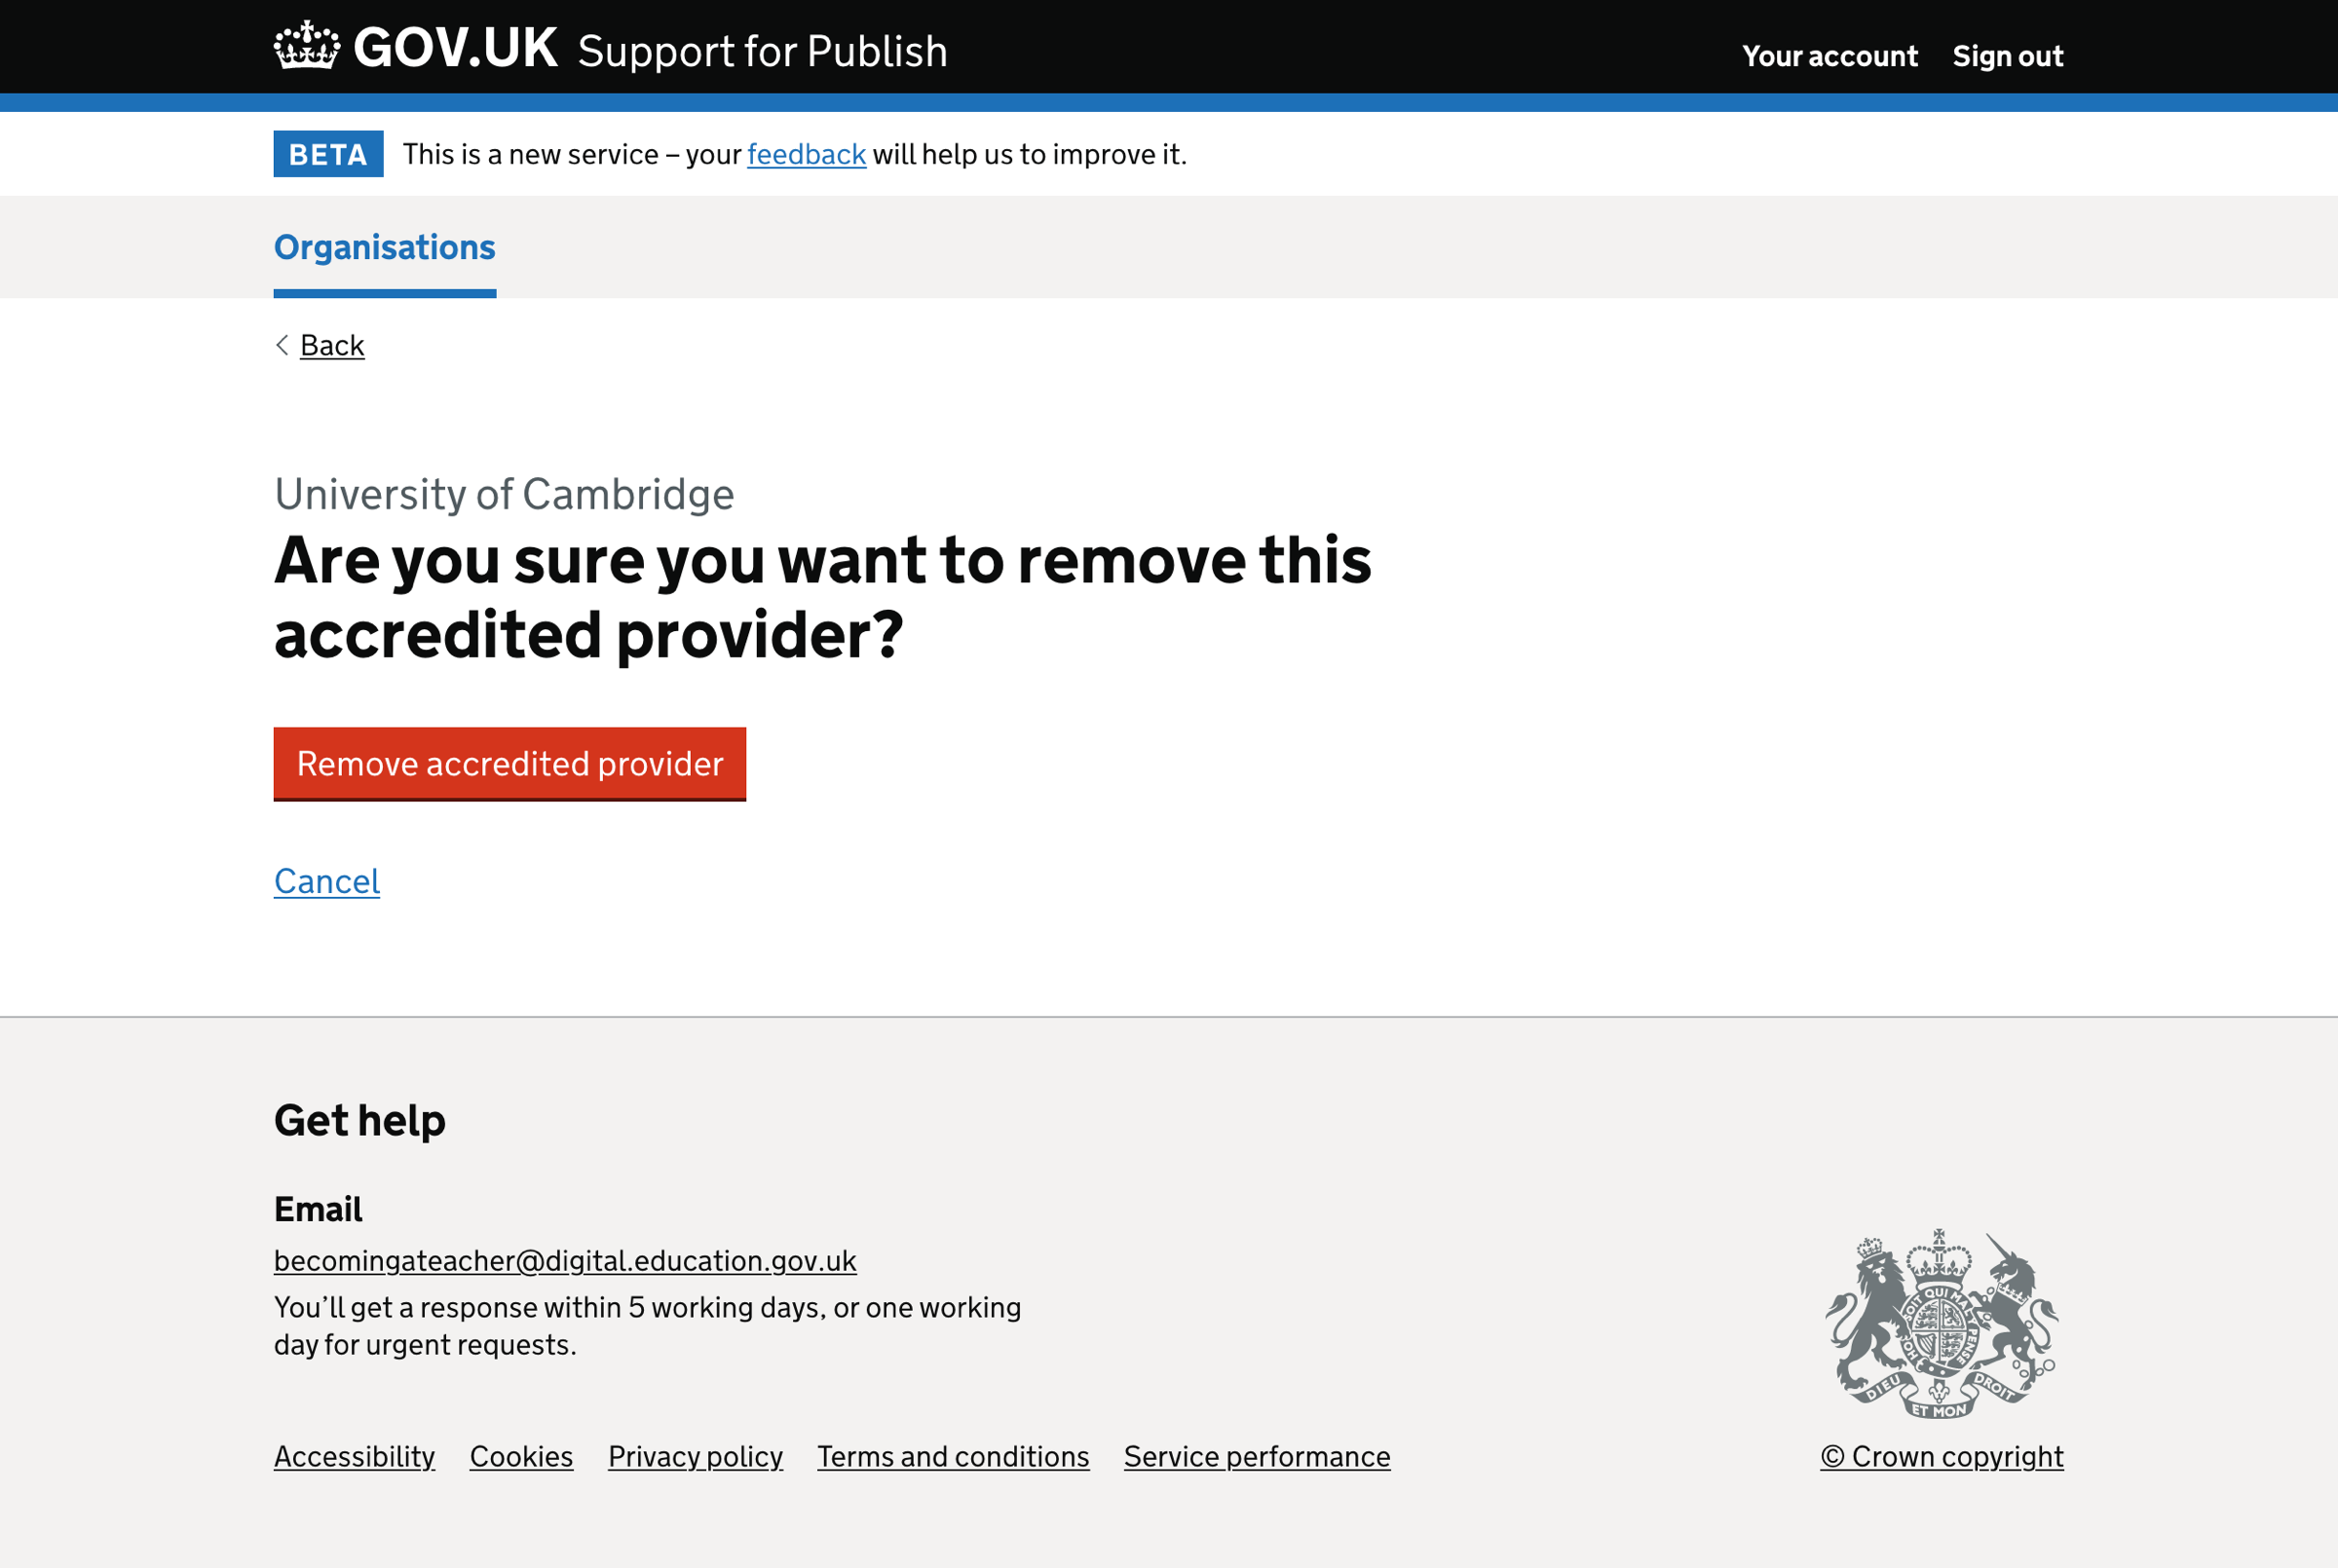 GOV.UK Support for Publish
Your account Sign out
BETA This is a new service – your feedback will help us to improve it.
Organisations
Back
University of Cambridge
Are you sure you want to remove this
accredited provider?
Remove accredited provider
Cancel
Get help
Email
becomingateacher@digital.education.gov.uk
You’ll get a response within 5 working days, or one working
day for urgent requests.
SOIT QUI MAL PENSE
HON
DIEU ET MON DROIT
Accessibility Cookies Privacy policy Terms and conditions Service performance
© Crown copyright